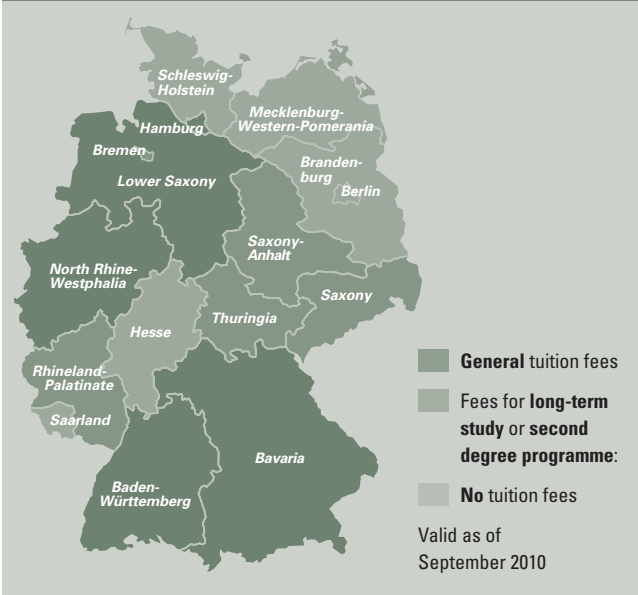 Schleswig-
Holstein
Mecklenburg-
Western-Pomerania
Hamburg
Bremen
Lower Saxony
Branden-
burg
Berlin
Saxony-
Anhalt
North Rhine-
Westphalia
Saxony
Thuringia
Hesse
Rhineland-
Palatinate
Saarland
Bavaria
Baden-
Württemberg
General tuition fees
Fees for long-term
study or second
degree programme:
No tuition fees
Valid as of
September 2010